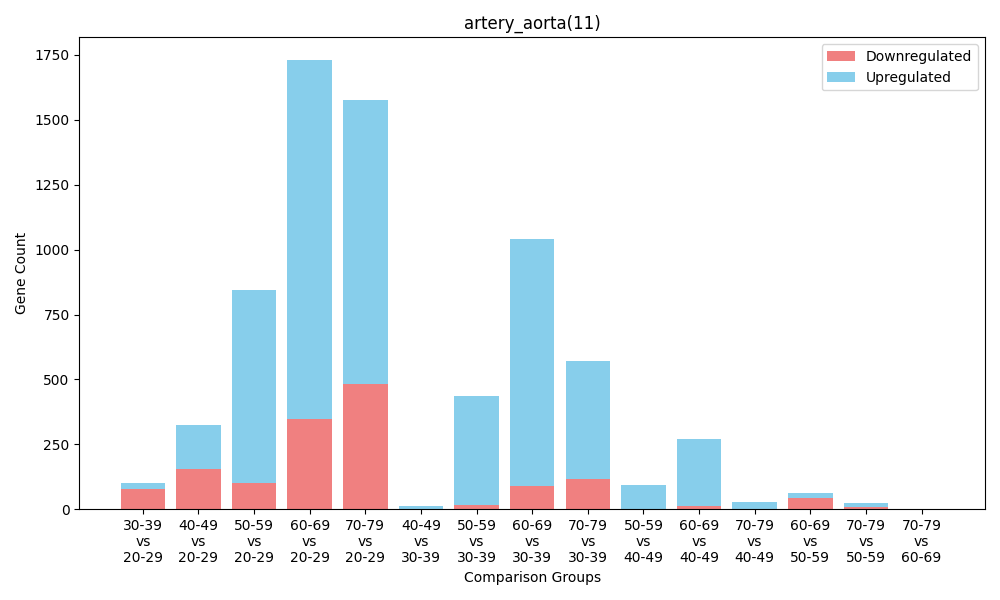 artery_aorta(11)
Downregulated
Upregulated
Gene Count
1750
1500
1250
1000
750
500
250
0
30-39 40-49 50-59 60-69 70-79 40-49 50-59 60-69 70-79 50-59 60-69 70-79 60-69 70-79 70-79
vs vs vs vs vs vs vs vs vs vs vs vs vs vs vs
20-29 20-29 20-29 20-29 20-29 30-39 30-39 30-39 30-39 40-49 40-49 40-49 50-59 50-59 60-69
Comparison Groups